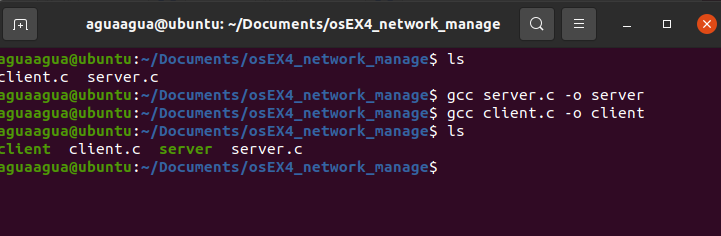 aguaagua@ubuntu: ~/Documents/osEX4_network_manage
aguaagua@ubuntu:~/Documents/osEX4_network_manage$ ls
client.c  server.c
aguaagua@ubuntu:~/Documents/osEX4_network_manage$ gcc server.c -o server
aguaagua@ubuntu:~/Documents/osEX4_network_manage$ gcc client.c -o client
aguaagua@ubuntu:~/Documents/osEX4_network_manage$ ls
client  client.c  server  server.c
aguaagua@ubuntu:~/Documents/osEX4_network_manage$